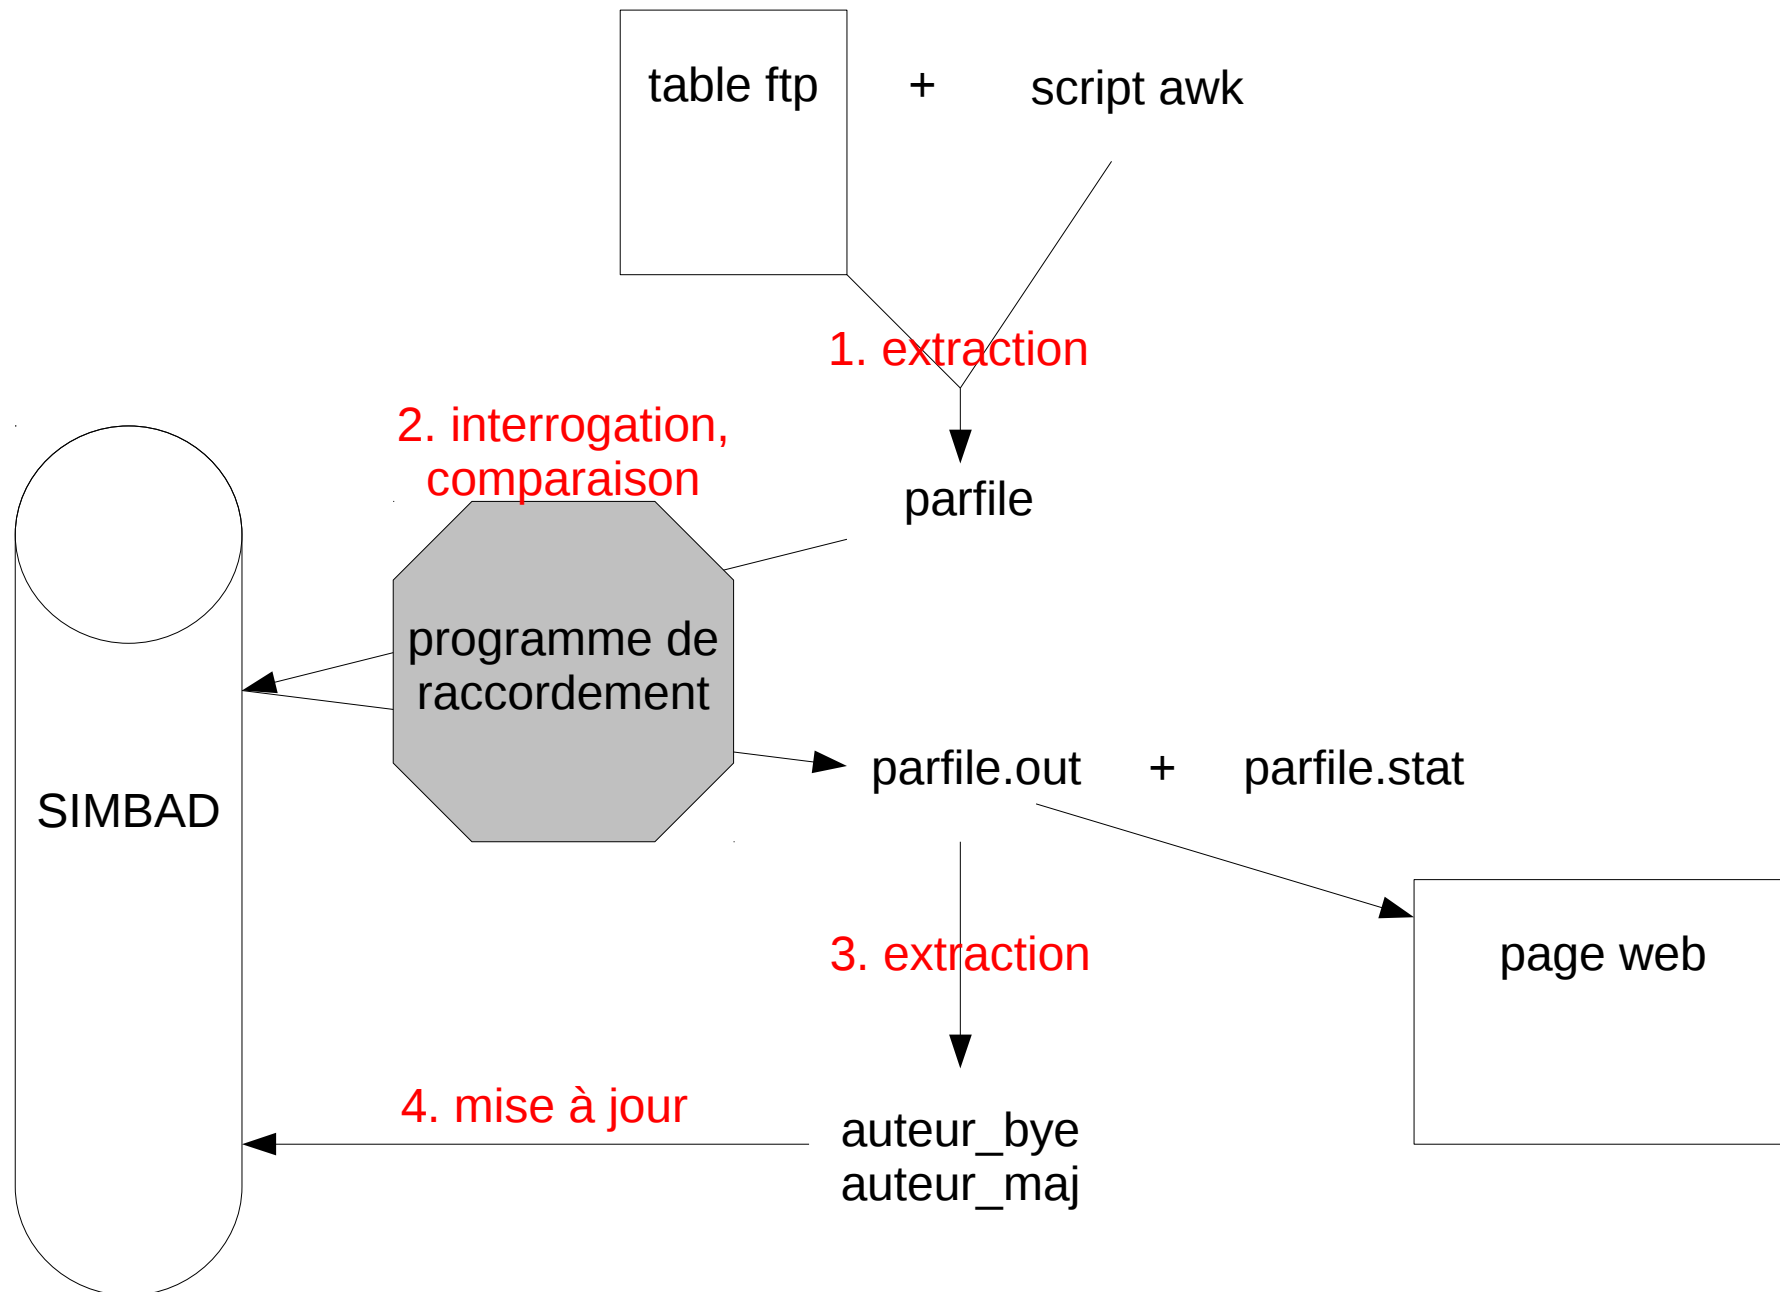 table ftp + script awk
1. extraction
2. interrogation,
comparaison
parfile
programme de
raccordement
parfile.out + parfile.stat
SIMBAD
3. extraction
page web
4. mise à jour
auteur_bye
auteur_maj